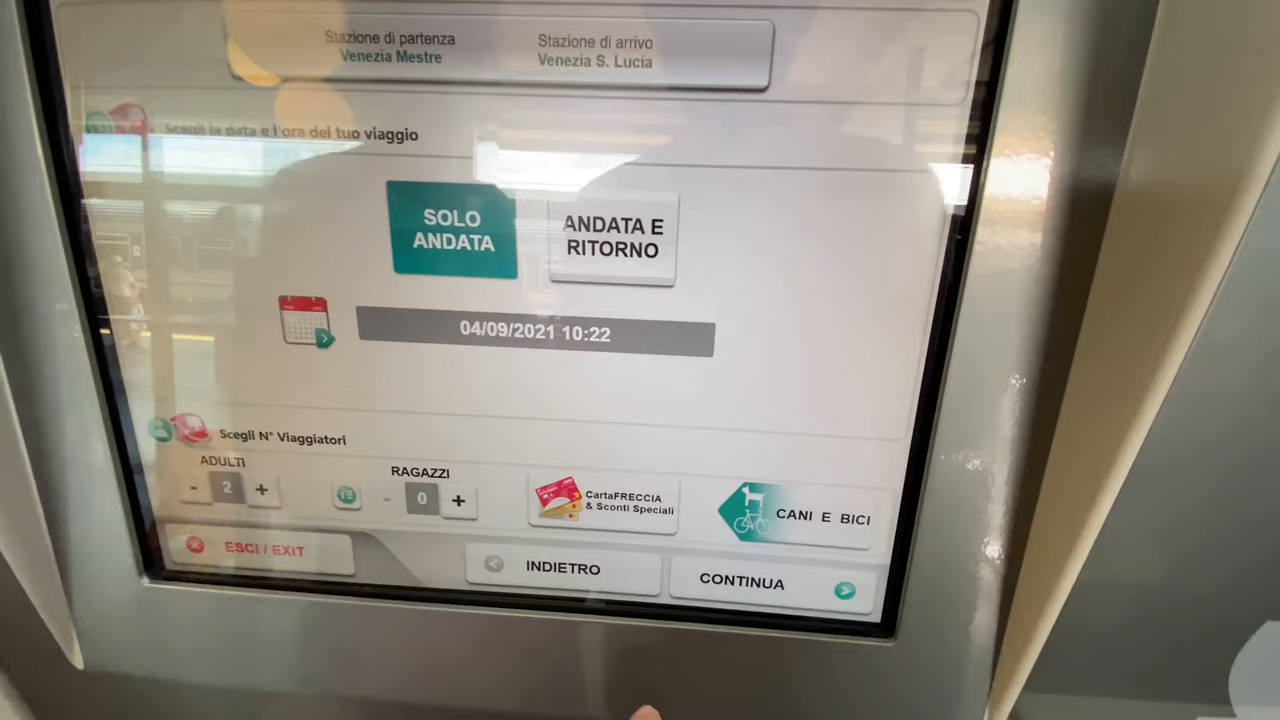 Stazione di partenza
Venezia Mestre
Stazione di arrivo
Venezia S. Lucia
Scegli la data e l'ora del tuo viaggio
SOLO
ANDATA
ANDATA E
RITORNO
04/09/2021 10:22
Scegli N° Viaggiatori
ADULTI
- 2 +
RAGAZZI
- 0 +
CartaFRECCIA
& Sconti Speciali
CANI E BICI
ESCI / EXIT
INDIETRO
CONTINUA